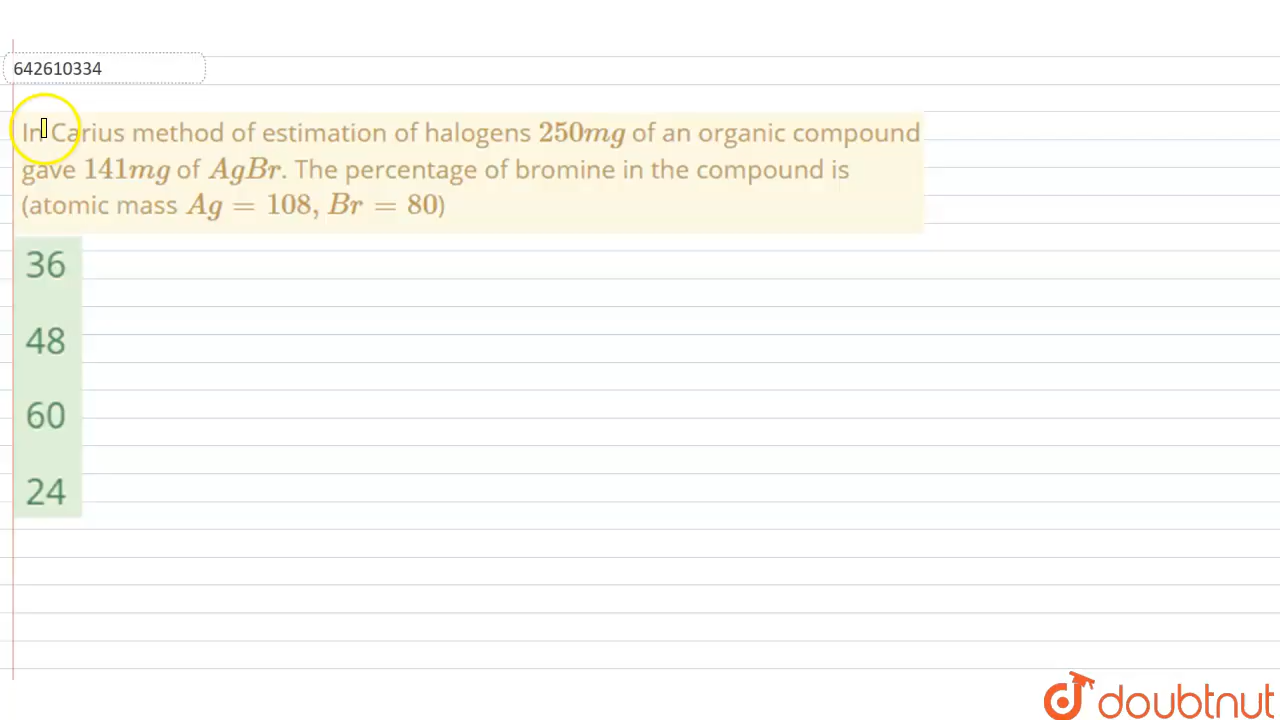 642610334
In Carius method of estimation of halogens 250mg of an organic compound
gave 141mg of AgBr. The percentage of bromine in the compound is
(atomic mass Ag = 108, Br = 80)
36
48
60
24
doubtnut